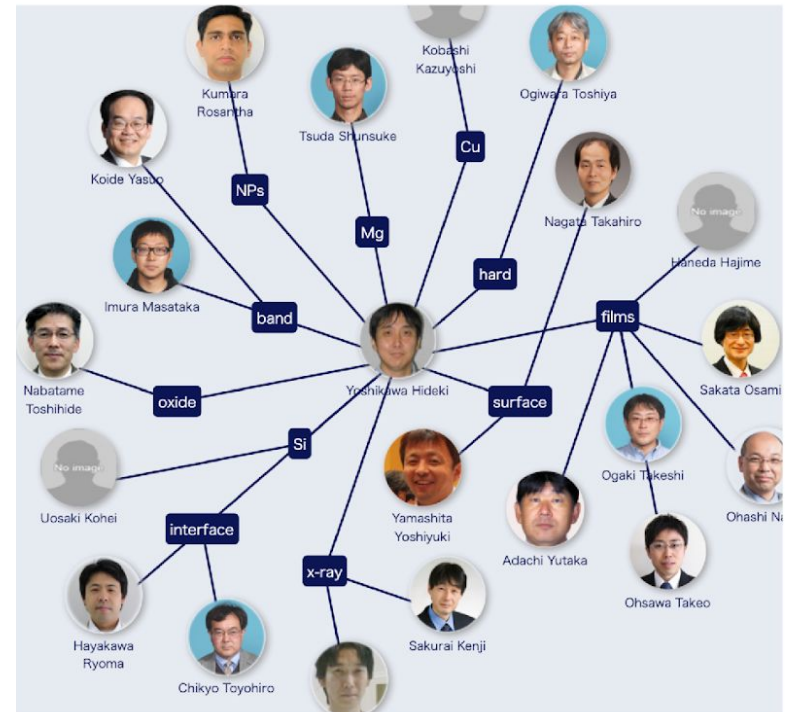 Kobashi
Kazuyoshi
Kumara
Rosantha
Ogiwara Toshiya
Tsuda Shunsuke
Cu
Koide Yasuo
NPs
No image
Nagata Takahiro
Mg
Haneda Hajime
hard
Imura Masataka
band
films
Nabatame
Toshihide
oxide
Yoshikawa Hideki
surface
Sakata Osami
Si
No image
Ogaki Takeshi
Uosaki Kohei
Yamashita
Yoshiyuki
Ohashi Na
interface
Adachi Yutaka
x-ray
Ohsawa Takeo
Hayakawa
Ryoma
Sakurai Kenji
Chikyo Toyohiro